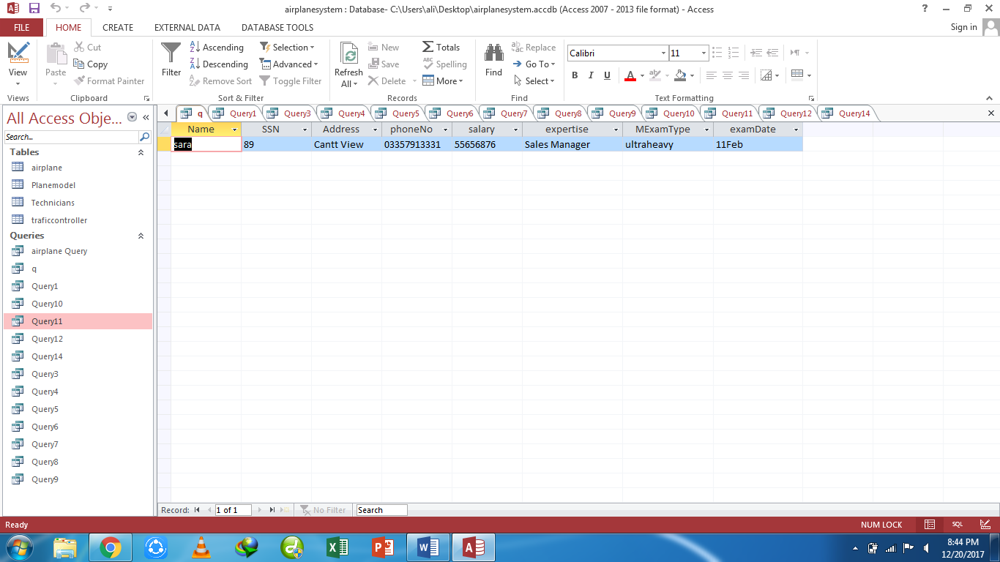 airplanesystem : Database- C:\Users\ali\Desktop\airplanesystem.accdb (Access 2007 - 2013 file format) - Access
FILE HOME CREATE EXTERNAL DATA DATABASE TOOLS Sign in
View
Views
Paste
Cut
Copy
Format Painter
Clipboard
Filter
Ascending
Descending
Remove Sort
Selection
Advanced
Toggle Filter
Sort & Filter
Refresh
All
New
Save
Delete
Totals
Spelling
More
Records
Find
Replace
Go To
Select
Find
Calibri 11
B I U A
Text Formatting
All Access Obje...
Search...
Tables
airplane
Planemodel
Technicians
traficcontroller
Queries
airplane Query
q
Query1
Query10
Query11
Query12
Query14
Query3
Query4
Query5
Query6
Query7
Query8
Query9
q Query1 Query3 Query4 Query5 Query6 Query7 Query8 Query9 Query10 Query11 Query12 Query14
Name SSN Address phoneNo salary expertise MExamType examDate
sara 89 Cantt View 03357913331 55656876 Sales Manager ultraheavy 11Feb
Record: 1 of 1 No Filter Search
Ready NUM LOCK SQL
8:44 PM
12/20/2017